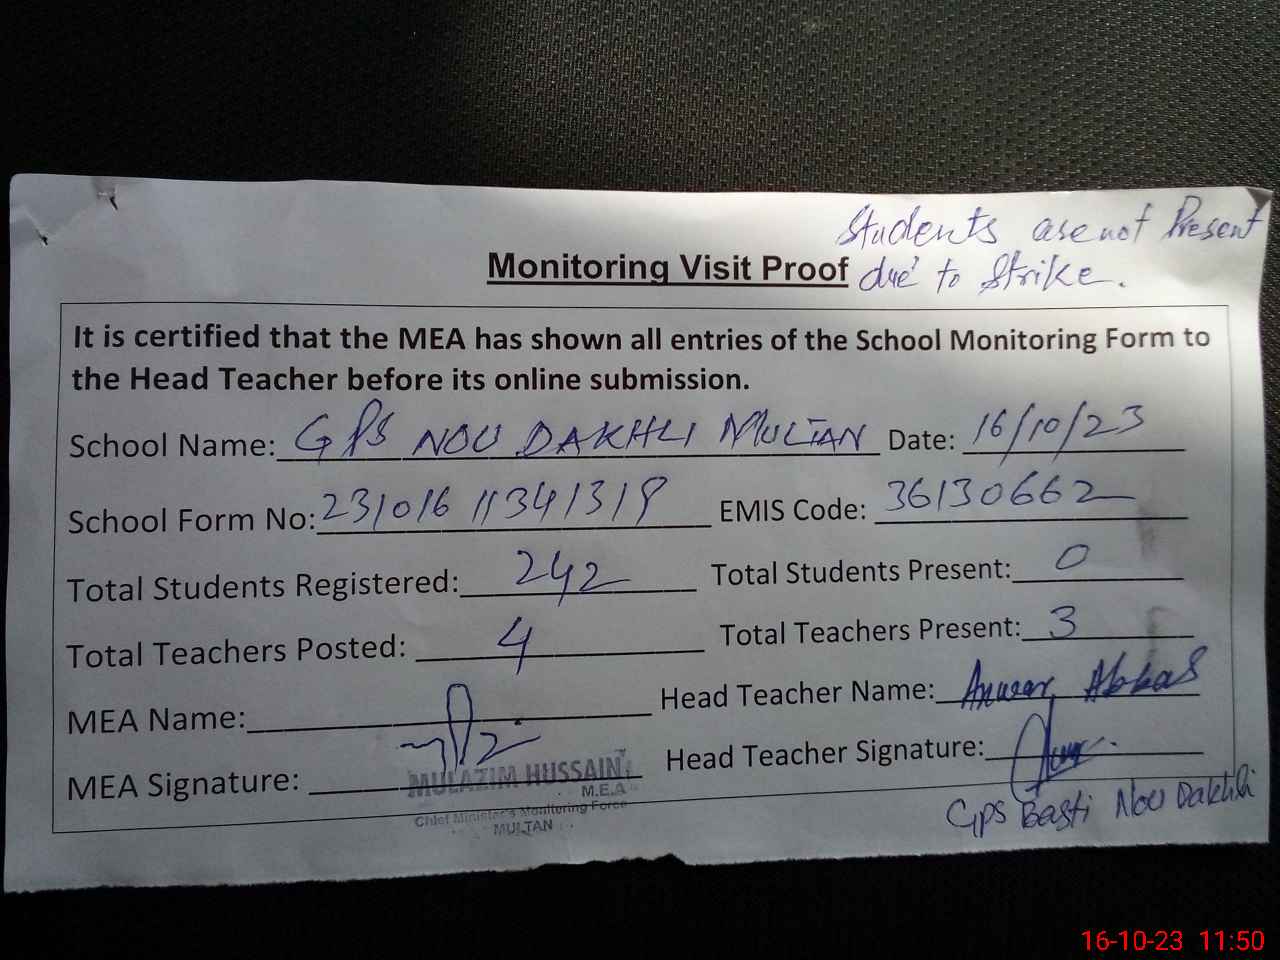 Students are not Present
Monitoring Visit Proof due to Strike.
It is certified that the MEA has shown all entries of the School Monitoring Form to
the Head Teacher before its online submission.
School Name: GPS NOU DAKHLI MULTAN Date: 16/10/23
School Form No: 231016 11341319 EMIS Code: 36130662
Total Students Registered: 242 Total Students Present: 0
Total Teachers Posted: 4 Total Teachers Present: 3
MEA Name: Head Teacher Name: Anwar Abbas
MEA Signature: Head Teacher Signature:
MULAZIM HUSSAIN
M.E.A
Chief Minister's Monitoring Force
MULTAN
GPS Basti Nou Dakhli
16-10-23 11:50